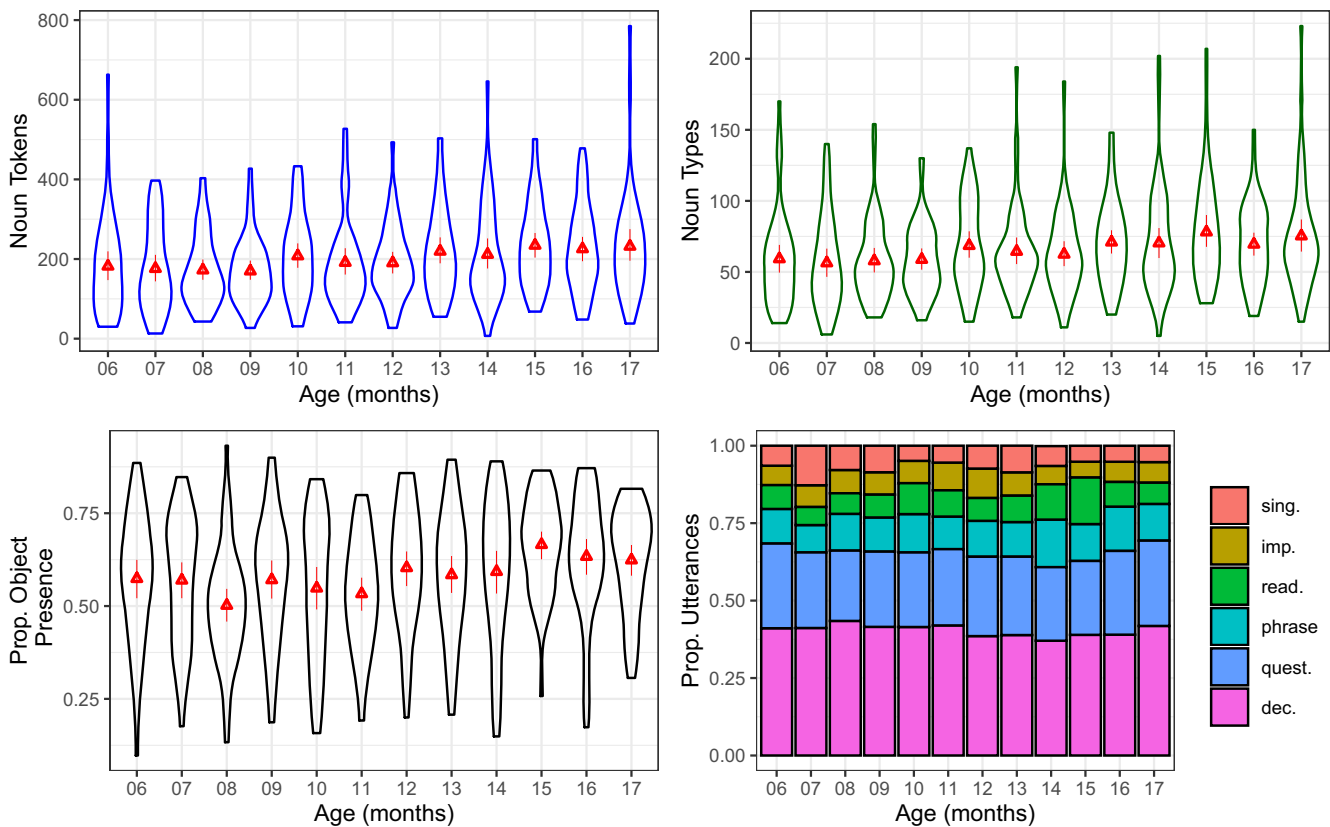 800
600
400
200
0
Noun Tokens
06 07 08 09 10 11 12 13 14 15 16 17
Age (months)
200
150
100
50
0
Noun Types
06 07 08 09 10 11 12 13 14 15 16 17
Age (months)
0.75
0.50
0.25
Prop. Object
Presence
06 07 08 09 10 11 12 13 14 15 16 17
Age (months)
1.00
0.75
0.50
0.25
0.00
Prop. Utterances
06 07 08 09 10 11 12 13 14 15 16 17
Age (months)
sing.
imp.
read.
phrase
quest.
dec.